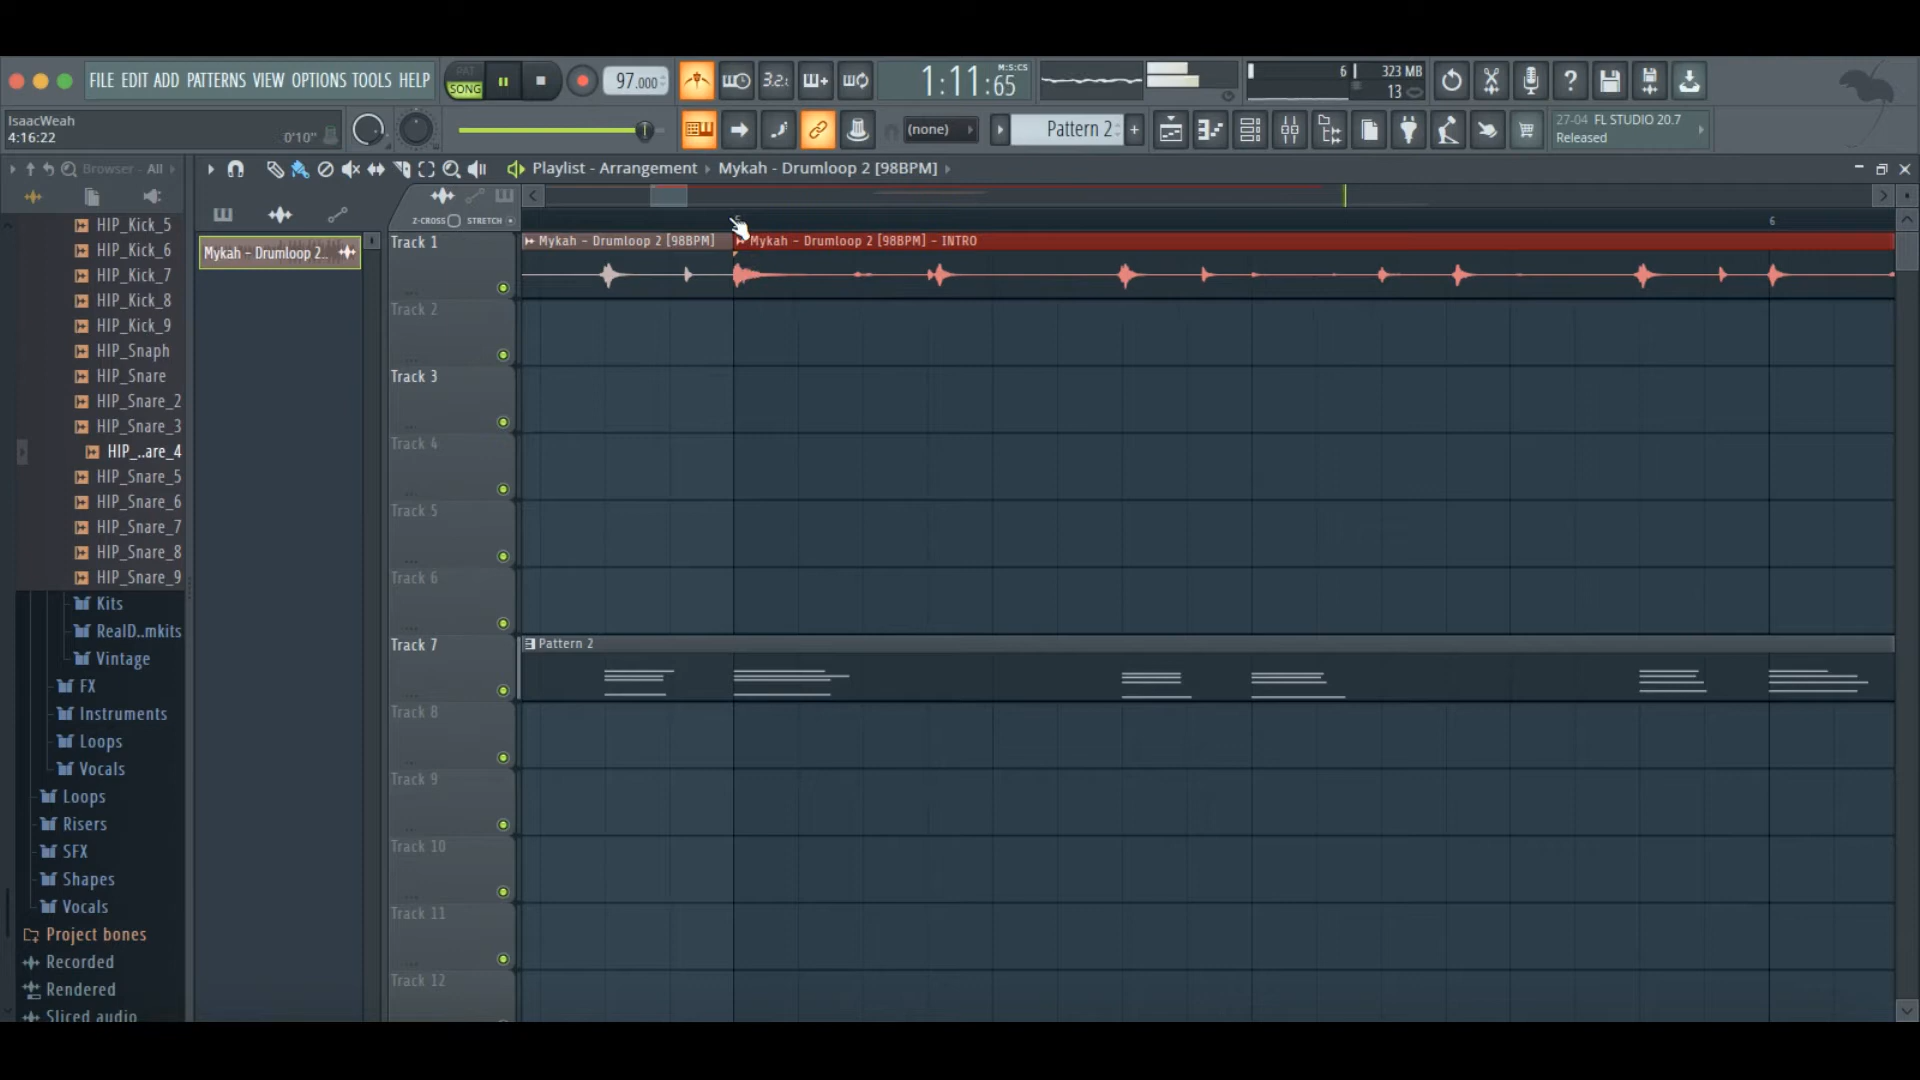 FILE EDIT ADD PATTERNS VIEW OPTIONS TOOLS HELP
PAT
SONG
97.000
3.2.1
1:11:65
M:S:CS
6
323 MB
13
IsaacWeah
4:16:22
0'10"
(none)
Pattern 2
27-04 FL STUDIO 20.7
Released
Browser - All
Playlist - Arrangement
Mykah - Drumloop 2 [98BPM]
Z-CROSS
STRETCH
5
6
HIP_Kick_5
HIP_Kick_6
HIP_Kick_7
HIP_Kick_8
HIP_Kick_9
HIP_Snaph
HIP_Snare
HIP_Snare_2
HIP_Snare_3
HIP_..are_4
HIP_Snare_5
HIP_Snare_6
HIP_Snare_7
HIP_Snare_8
HIP_Snare_9
Kits
RealD..mkits
Vintage
FX
Instruments
Loops
Vocals
Loops
Risers
SFX
Shapes
Vocals
Project bones
Recorded
Rendered
Sliced audio
Mykah - Drumloop 2..
Track 1
Mykah - Drumloop 2 [98BPM]
Mykah - Drumloop 2 [98BPM] - INTRO
Track 2
Track 3
Track 4
Track 5
Track 6
Track 7
Pattern 2
Track 8
Track 9
Track 10
Track 11
Track 12